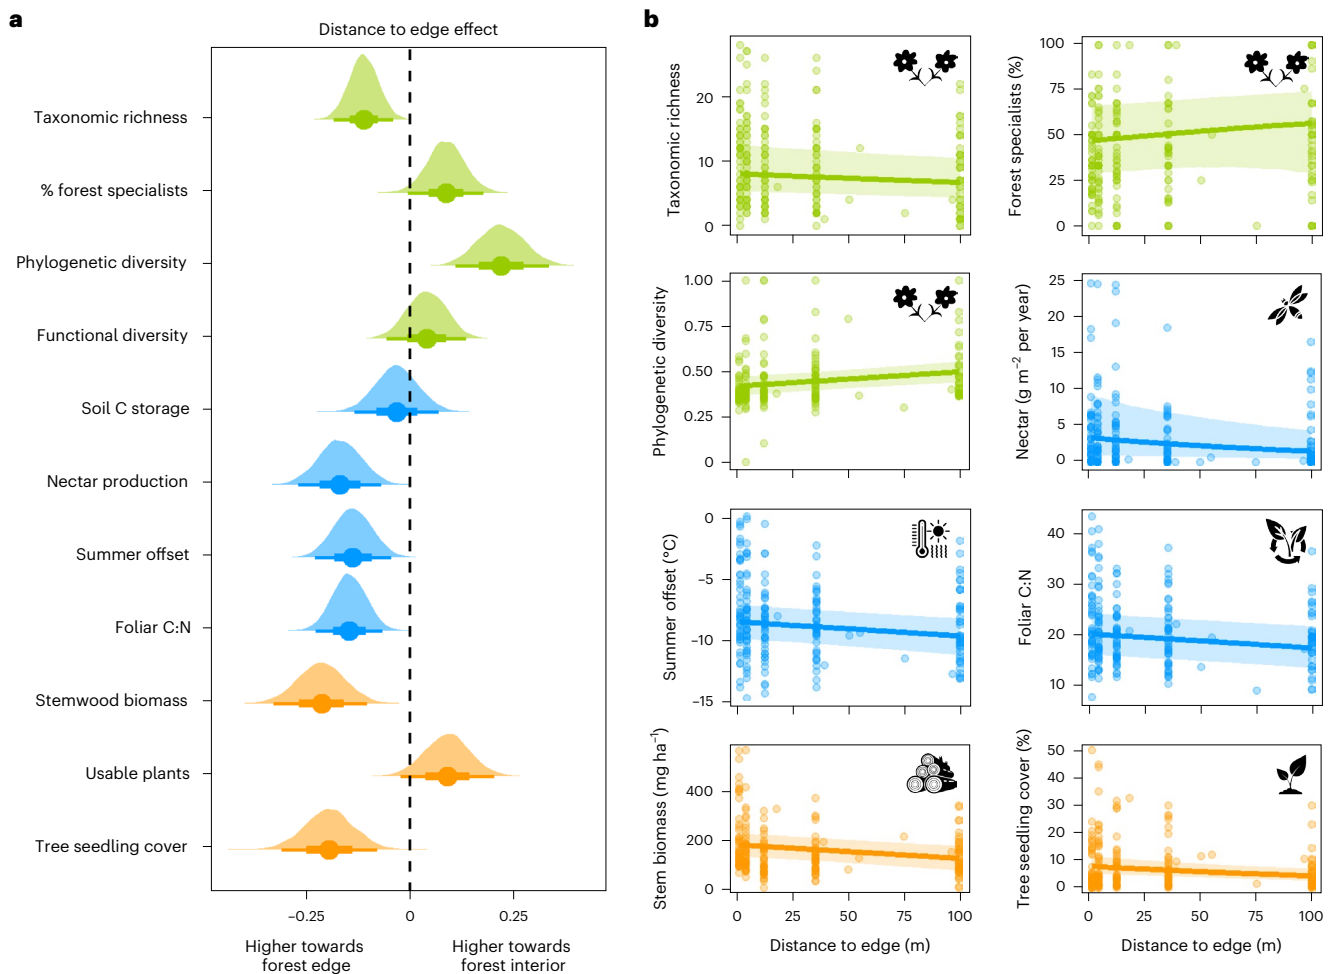 a
Distance to edge effect
Taxonomic richness
% forest specialists
Phylogenetic diversity
Functional diversity
Soil C storage
Nectar production
Summer offset
Foliar C:N
Stemwood biomass
Usable plants
Tree seedling cover
−0.25
0
0.25
Higher towards
forest edge
Higher towards
forest interior
b
Taxonomic richness
20
10
0
Forest specialists (%)
100
75
50
25
0
Phylogenetic diversity
1.00
0.75
0.50
0.25
0
Nectar (g m−2 per year)
25
20
15
10
5
0
Summer offset (°C)
0
−5
−10
−15
Foliar C:N
40
30
20
10
Stem biomass (mg ha−1)
400
200
0
0
25
50
75
100
Distance to edge (m)
Tree seedling cover (%)
50
40
30
20
10
0
0
25
50
75
100
Distance to edge (m)